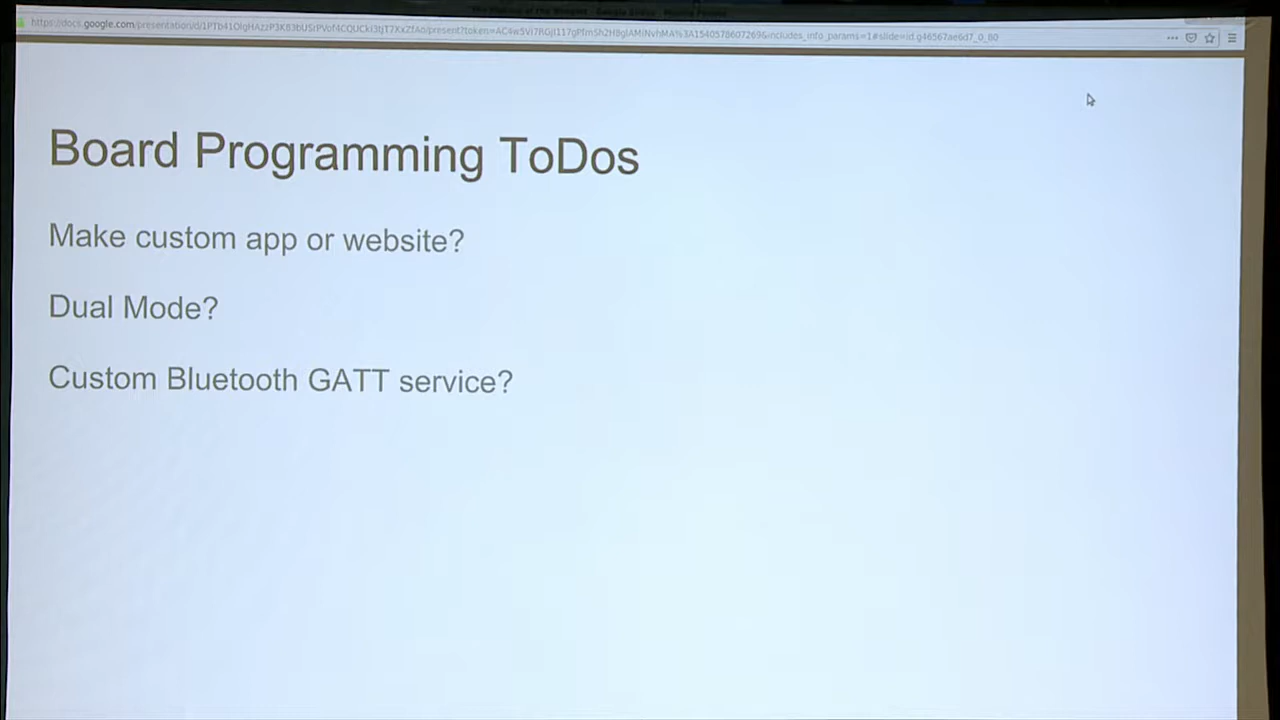 Board Programming ToDos
Make custom app or website?
Dual Mode?
Custom Bluetooth GATT service?